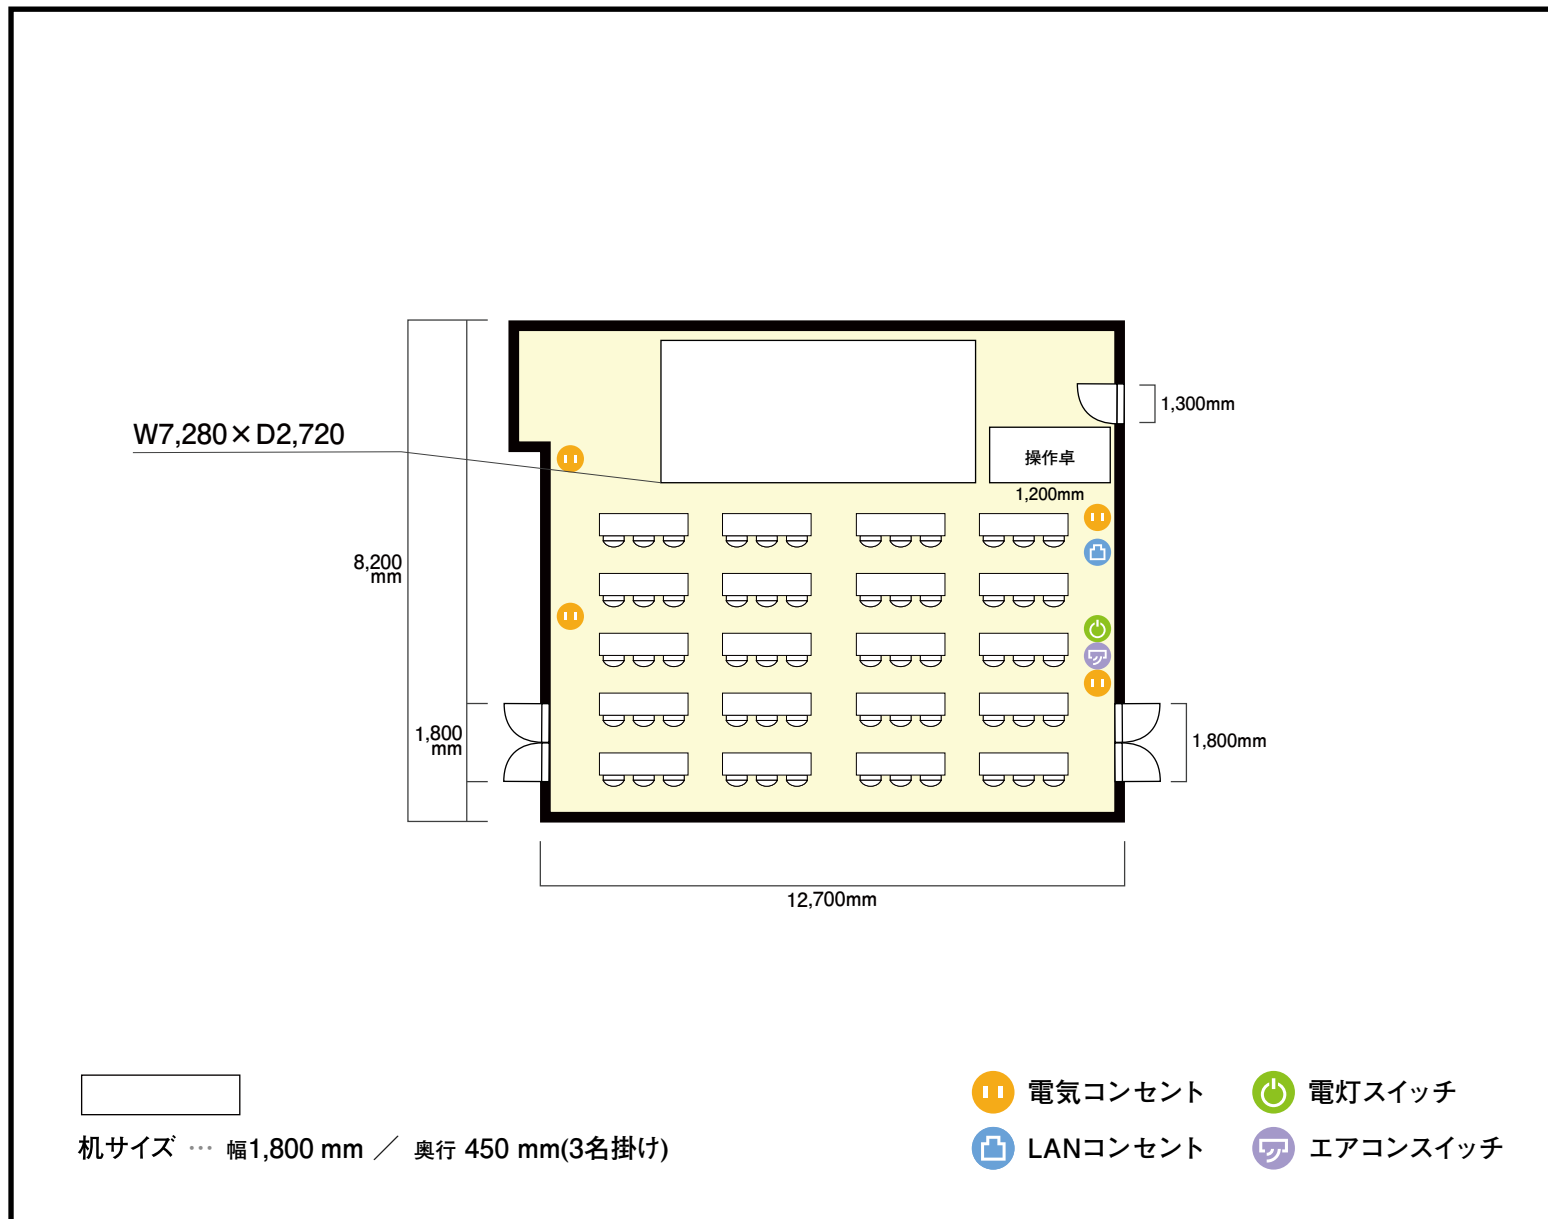 W7,280×D2,720
1,300mm
操作卓
1,200mm
8,200
mm
1,800
mm
1,800mm
12,700mm
机サイズ … 幅1,800 mm ／ 奥行 450 mm(3名掛け)
電気コンセント
電灯スイッチ
LANコンセント
エアコンスイッチ